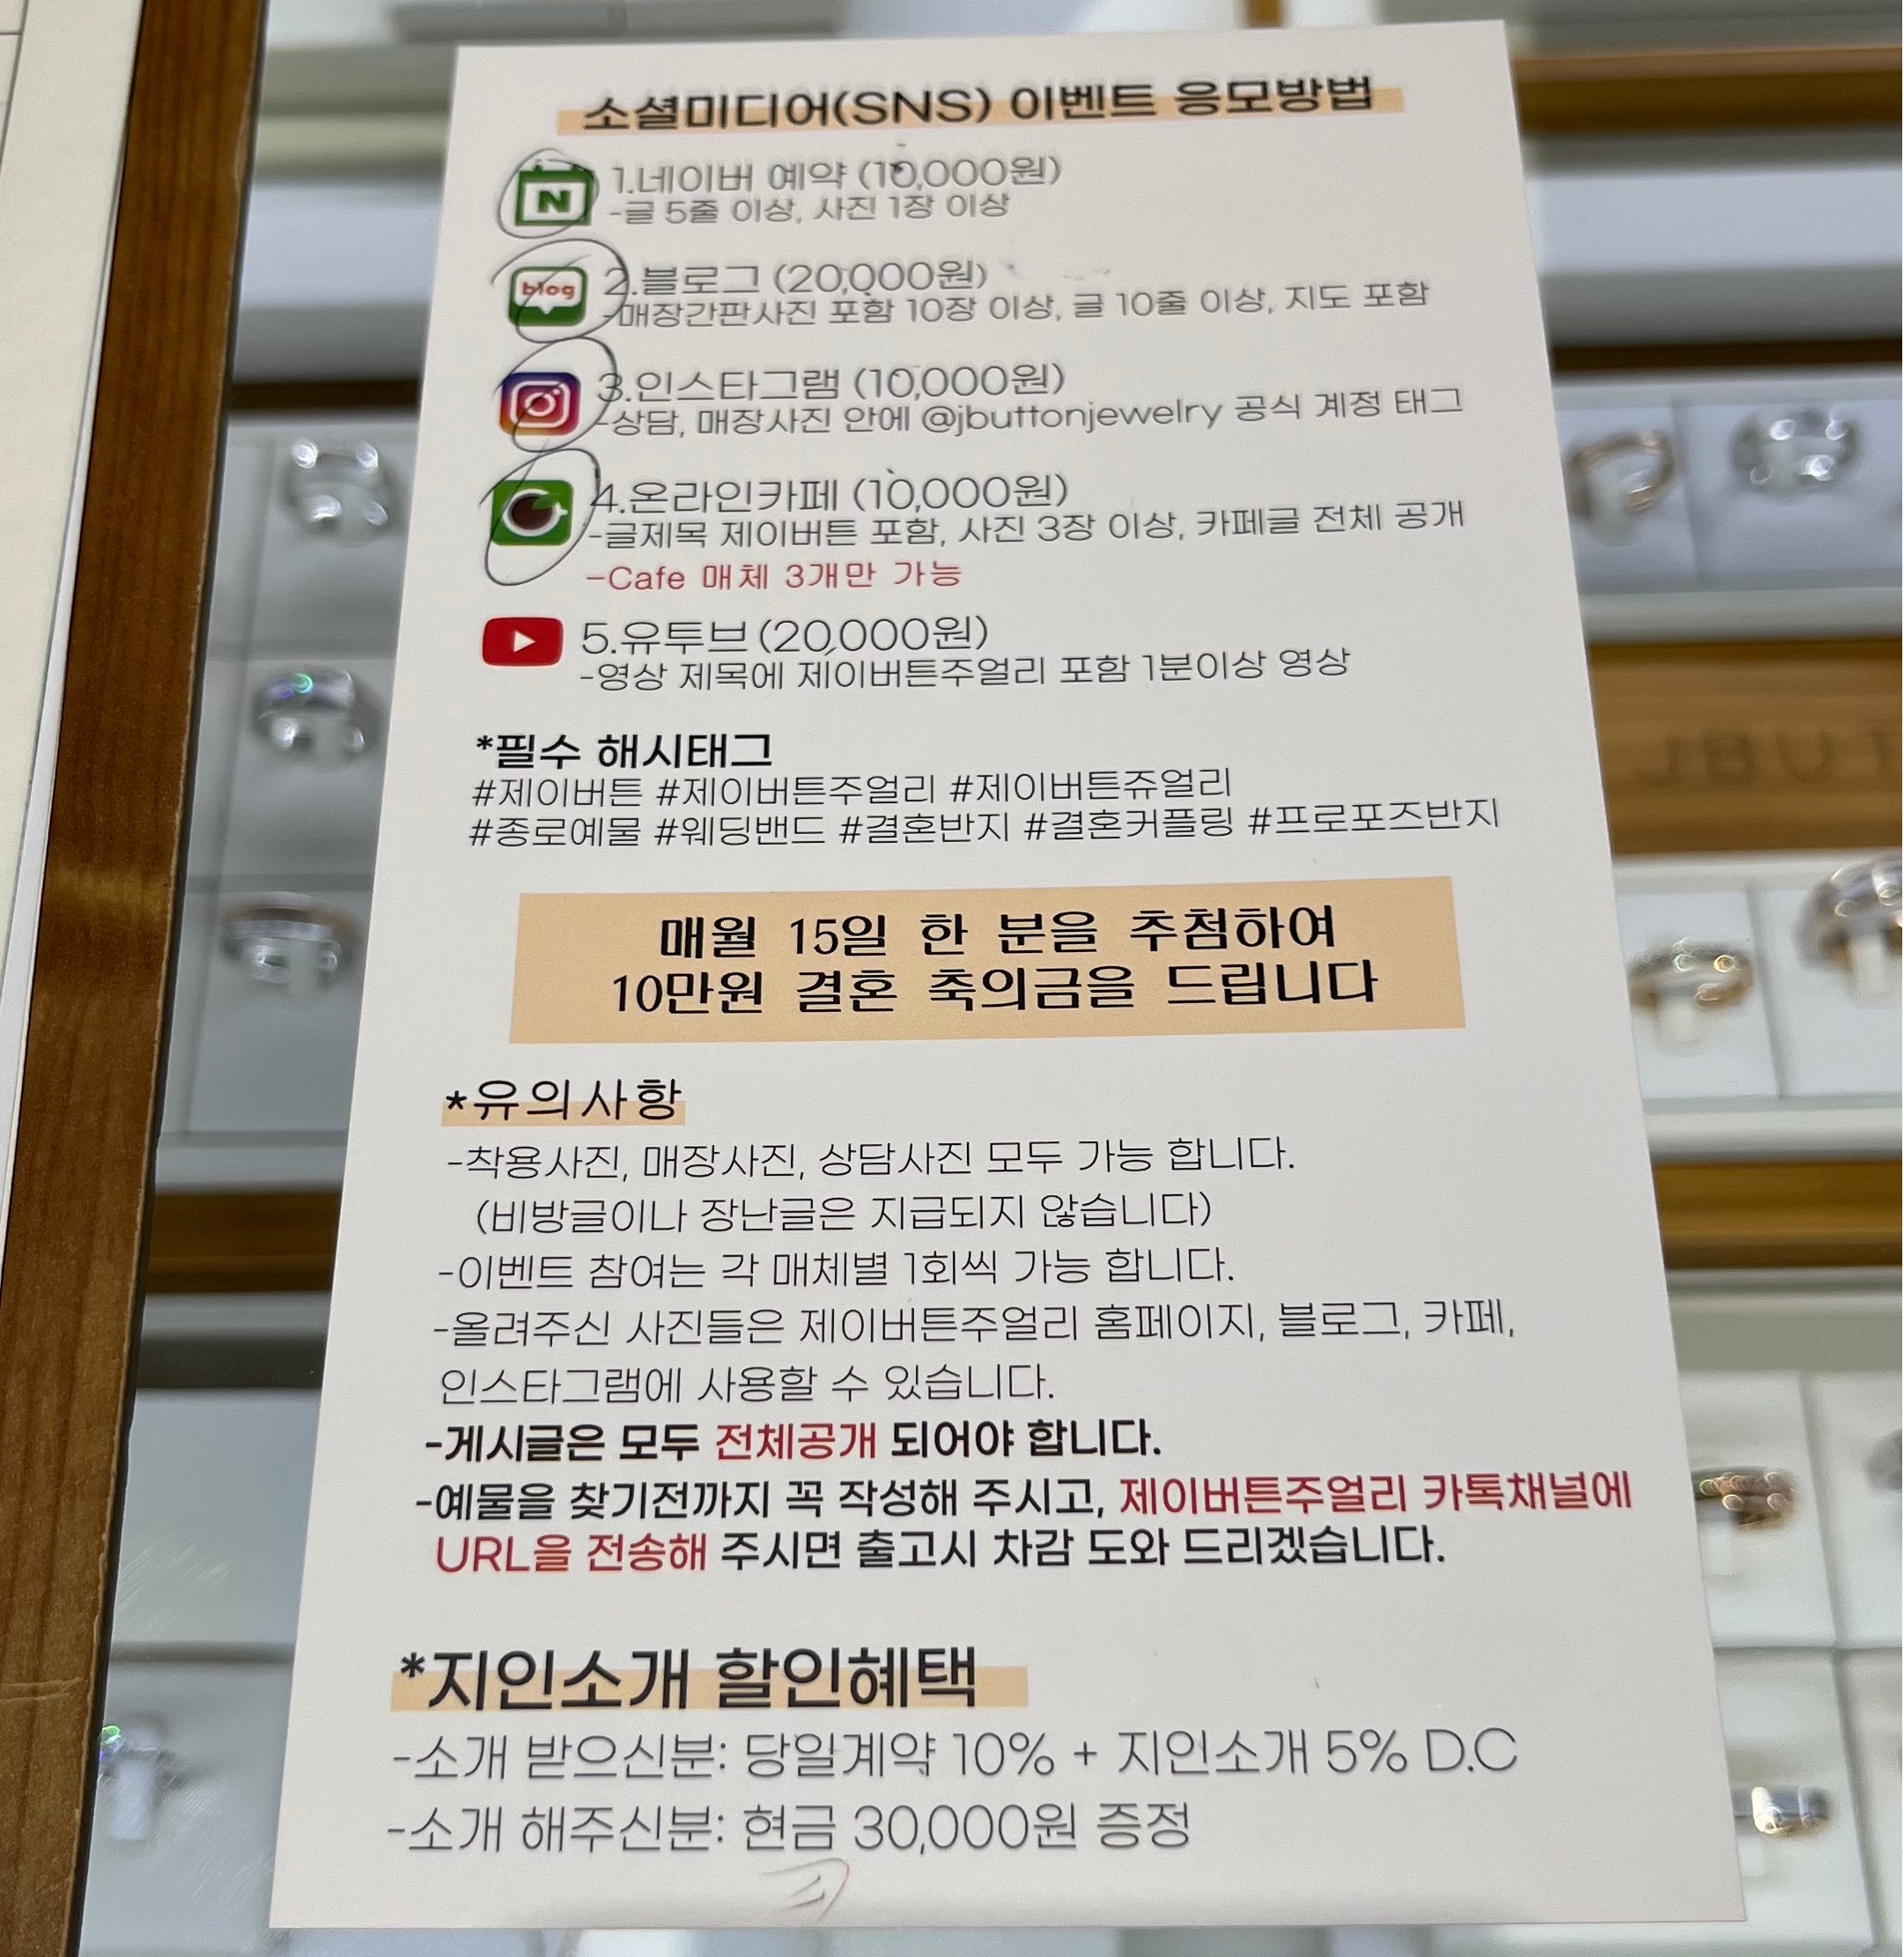 소셜미디어(SNS) 이벤트 응모방법
N
1.네이버 예약 (10,000원)
-글 5줄 이상, 사진 1장 이상
blog
2.블로그 (20,000원)
-매장간판사진 포함 10장 이상, 글 10줄 이상, 지도 포함
3.인스타그램 (10,000원)
-상담, 매장사진 안에 @jbuttonjewelry 공식 계정 태그
4.온라인카페 (10,000원)
-글제목 제이버튼 포함, 사진 3장 이상, 카페글 전체 공개
-Cafe 매체 3개만 가능
5.유투브 (20,000원)
-영상 제목에 제이버튼주얼리 포함 1분이상 영상
*필수 해시태그
#제이버튼 #제이버튼주얼리 #제이버튼쥬얼리
#종로예물 #웨딩밴드 #결혼반지 #결혼커플링 #프로포즈반지
매월 15일 한 분을 추첨하여
10만원 결혼 축의금을 드립니다
*유의사항
-착용사진, 매장사진, 상담사진 모두 가능 합니다.
(비방글이나 장난글은 지급되지 않습니다)
-이벤트 참여는 각 매체별 1회씩 가능 합니다.
-올려주신 사진들은 제이버튼주얼리 홈페이지, 블로그, 카페,
인스타그램에 사용할 수 있습니다.
-게시글은 모두 전체공개 되어야 합니다.
-예물을 찾기전까지 꼭 작성해 주시고, 제이버튼주얼리 카톡채널에
URL을 전송해 주시면 출고시 차감 도와 드리겠습니다.
*지인소개 할인혜택
-소개 받으신분: 당일계약 10% + 지인소개 5% D.C
-소개 해주신분: 현금 30,000원 증정